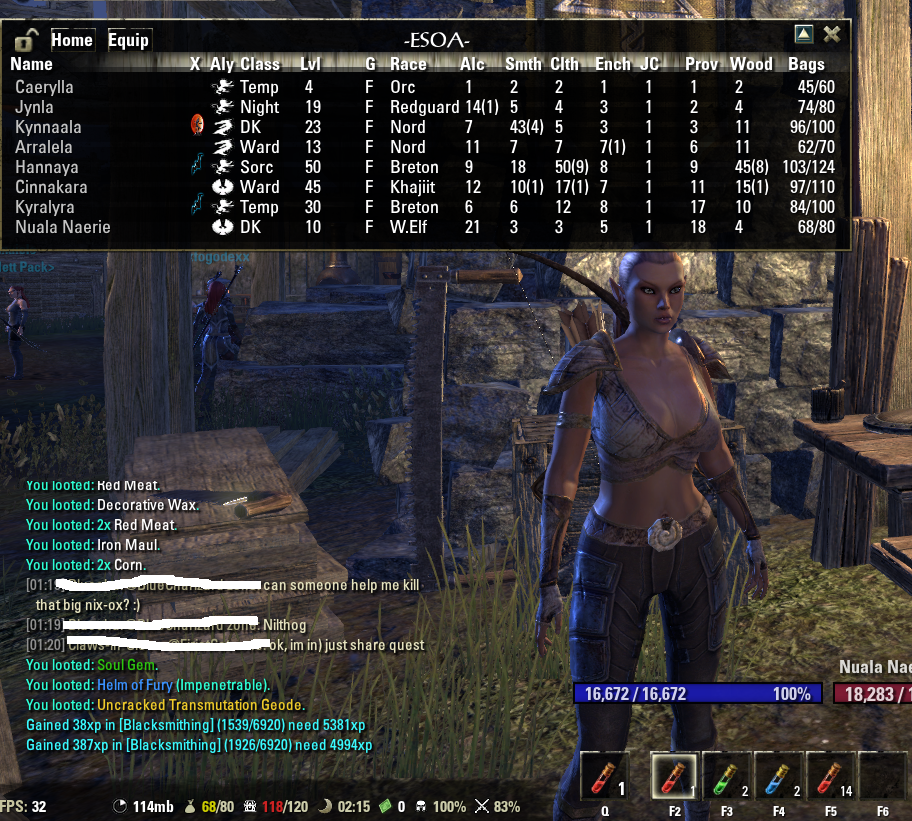 Home Equip -ESOA-
Name X Aly Class Lvl G Race Alc Smth Clth Ench JC Prov Wood Bags
Caerylla Temp 4 F Orc 1 2 2 1 1 1 2 45/60
Jynla Night 19 F Redguard 14(1) 5 4 3 1 2 4 74/80
Kynnaala DK 23 F Nord 7 43(4) 5 3 1 3 11 96/100
Arralela Ward 13 F Nord 11 7 7 7(1) 1 6 11 62/70
Hannaya Sorc 50 F Breton 9 18 50(9) 8 1 9 45(8) 103/124
Cinnakara Ward 45 F Khajiit 12 10(1) 17(1) 7 1 11 15(1) 97/110
Kyralyra Temp 30 F Breton 6 6 12 8 1 17 10 84/100
Nuala Naerie DK 10 F W.Elf 21 3 3 5 1 18 4 68/80
Pack>
You looted: Red Meat.
You looted: Decorative Wax.
You looted: 2x Red Meat.
You looted: Iron Maul.
You looted: 2x Corn.
can someone help me kill
that big nix-ox? :)
[01:19] zone: Nilthog
[01:20] ok, im in) just share quest
You looted: Soul Gem.
You looted: Helm of Fury (Impenetrable).
You looted: Uncracked Transmutation Geode.
Gained 38xp in [Blacksmithing] (1539/6920) need 5381xp
Gained 387xp in [Blacksmithing] (1926/6920) need 4994xp
Nuala Nae
16,672 / 16,672 100% 18,283 / 1
1 1 2 2 14
Q F2 F3 F4 F5 F6
FPS: 32 114mb 68/80 118/120 02:15 0 100% 83%